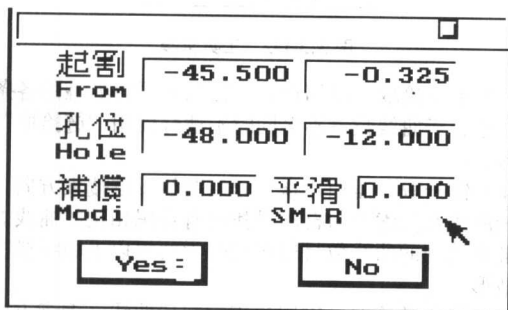 起割 -45.500 -0.325
From
孔位 -48.000 -12.000
Hole
補償 0.000 平滑 0.000
Modi SM-R
Yes No